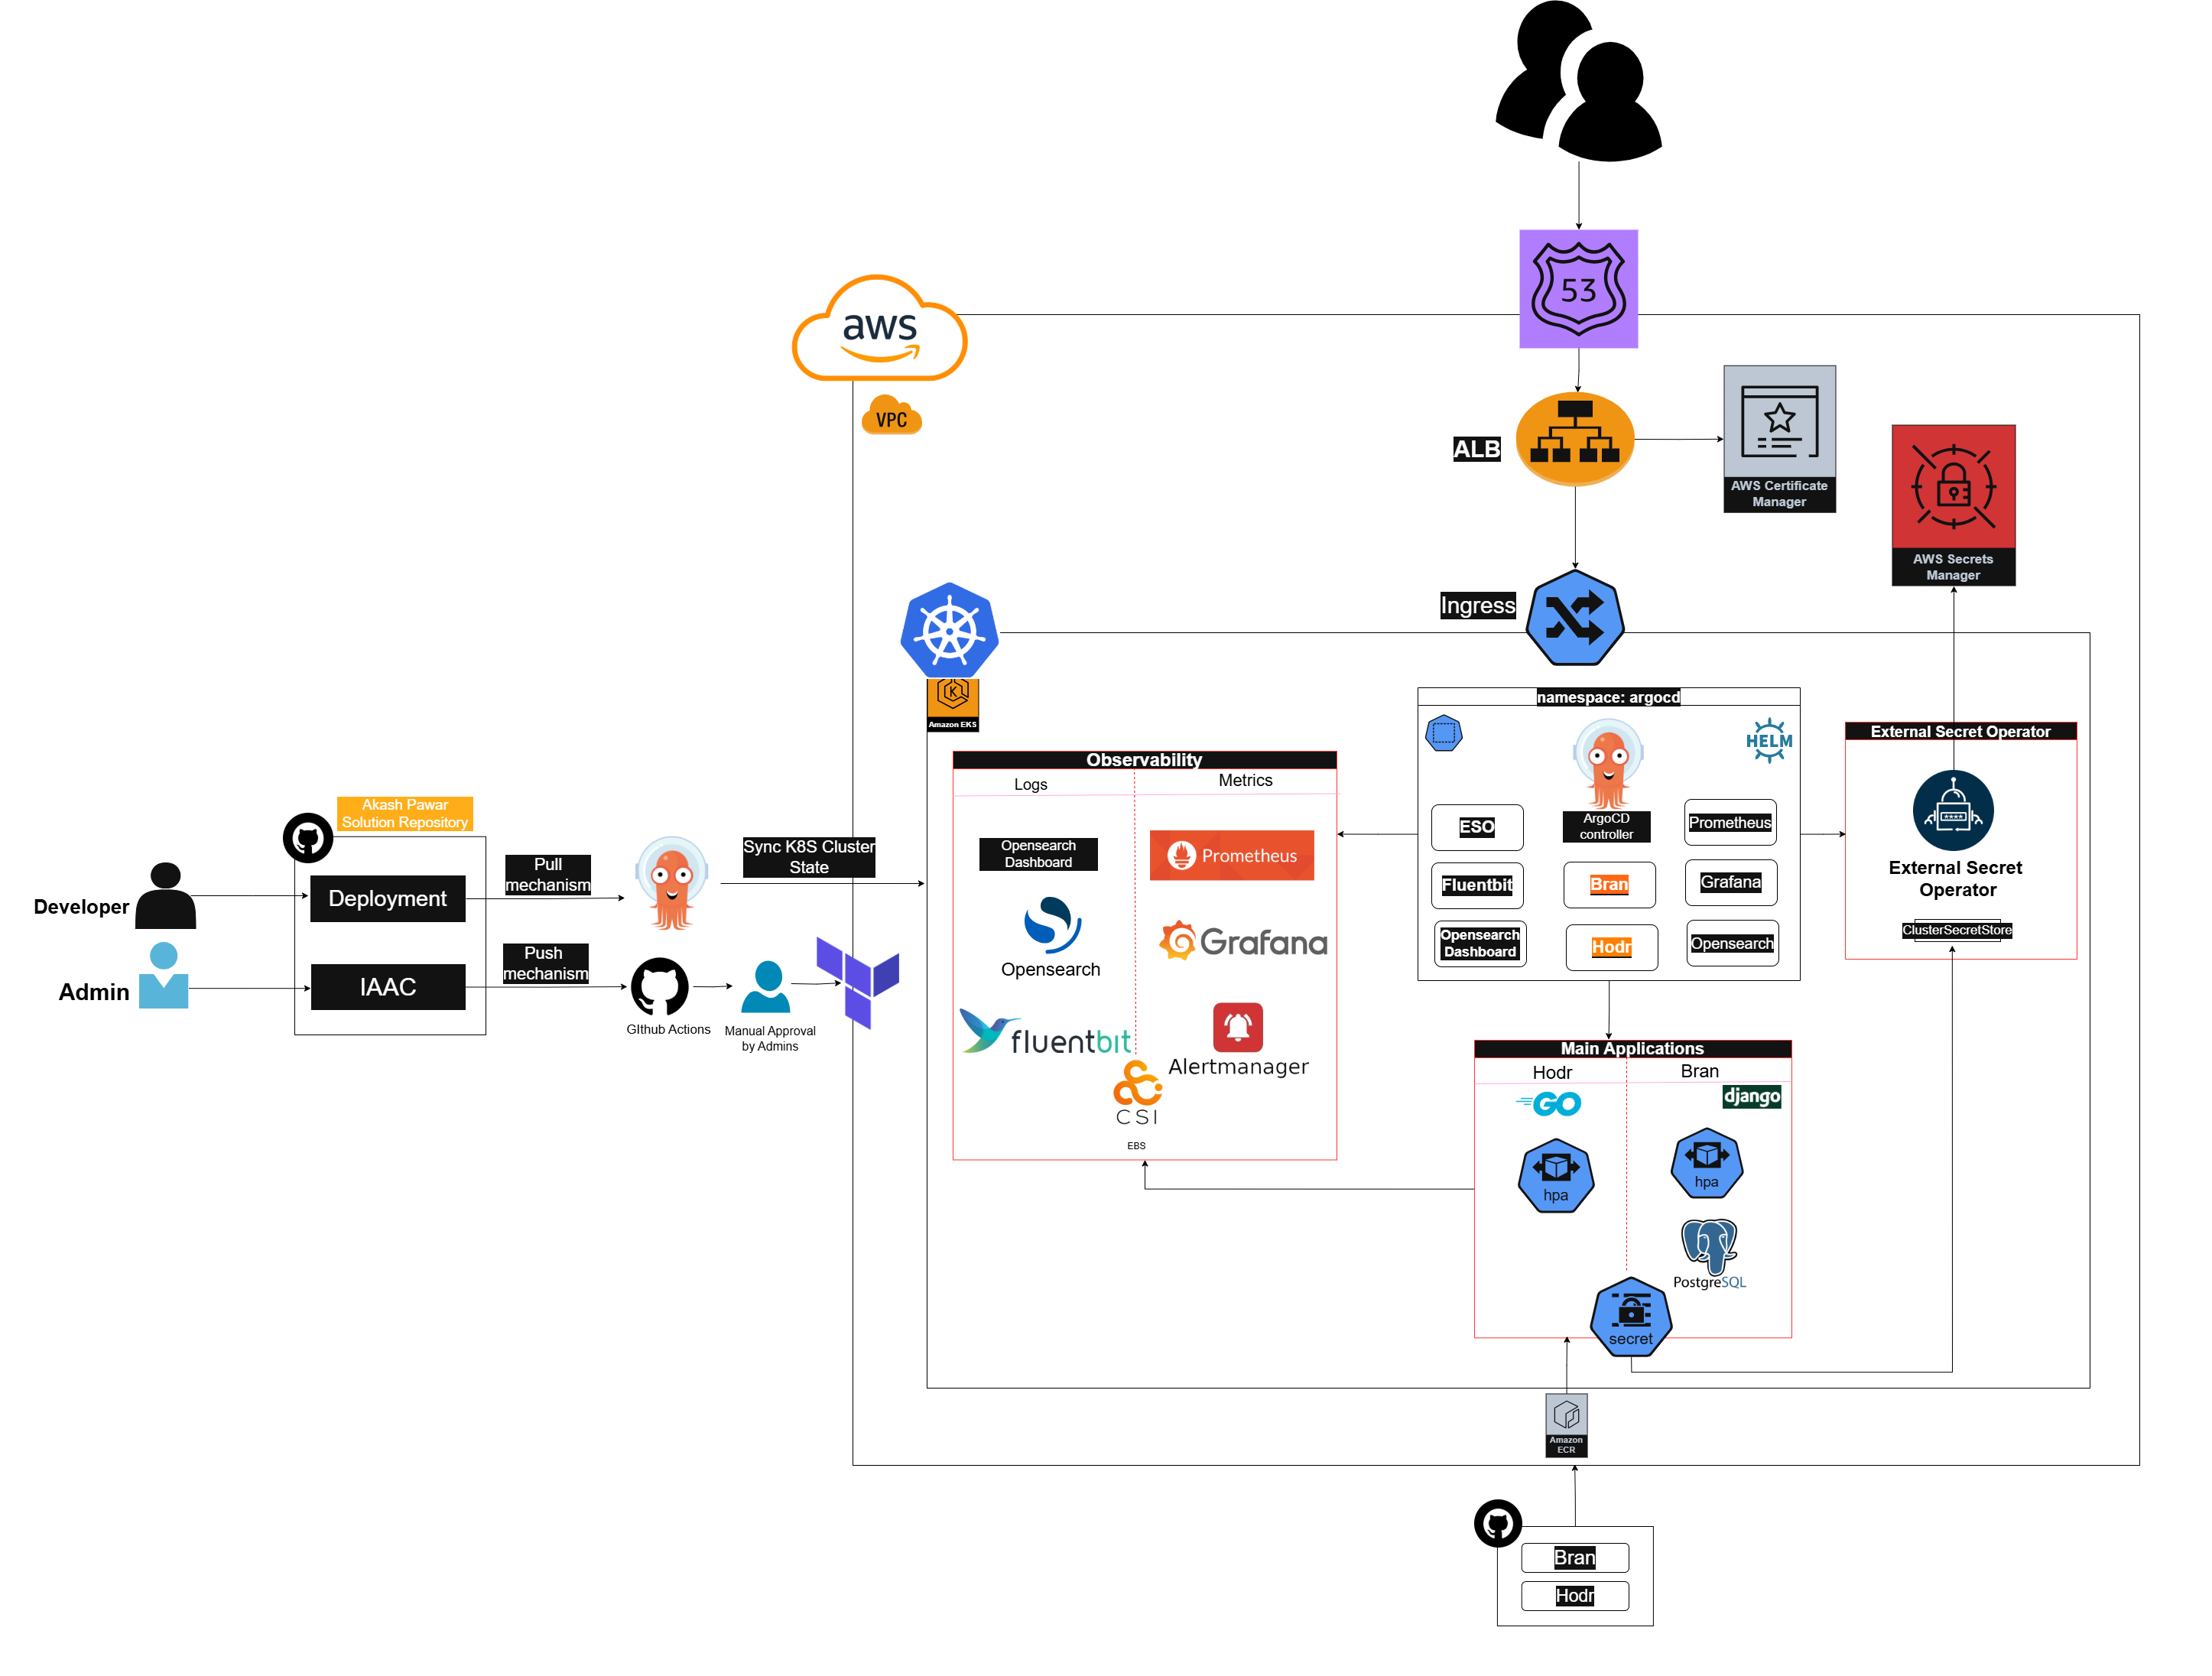 53
aws
VPC
ALB
AWS Certificate
Manager
AWS Secrets
Manager
Ingress
K
Amazon EKS
namespace: argocd
HELM
ArgoCD
controller
ESO
Prometheus
Fluentbit
Bran
Grafana
Opensearch
Dashboard
Hodr
Opensearch
External Secret Operator
****
External Secret
Operator
ClusterSecretStore
Observability
Logs
Metrics
Opensearch
Dashboard
Prometheus
Opensearch
Grafana
fluentbit
Alertmanager
CSI
EBS
Akash Pawar
Solution Repository
Developer
Deployment
Pull
mechanism
Sync K8S Cluster
State
Admin
IAAC
Push
mechanism
GIthub Actions
Manual Approval
by Admins
Main Applications
Hodr
Bran
GO
django
hpa
hpa
PostgreSQL
secret
Amazon
ECR
Bran
Hodr